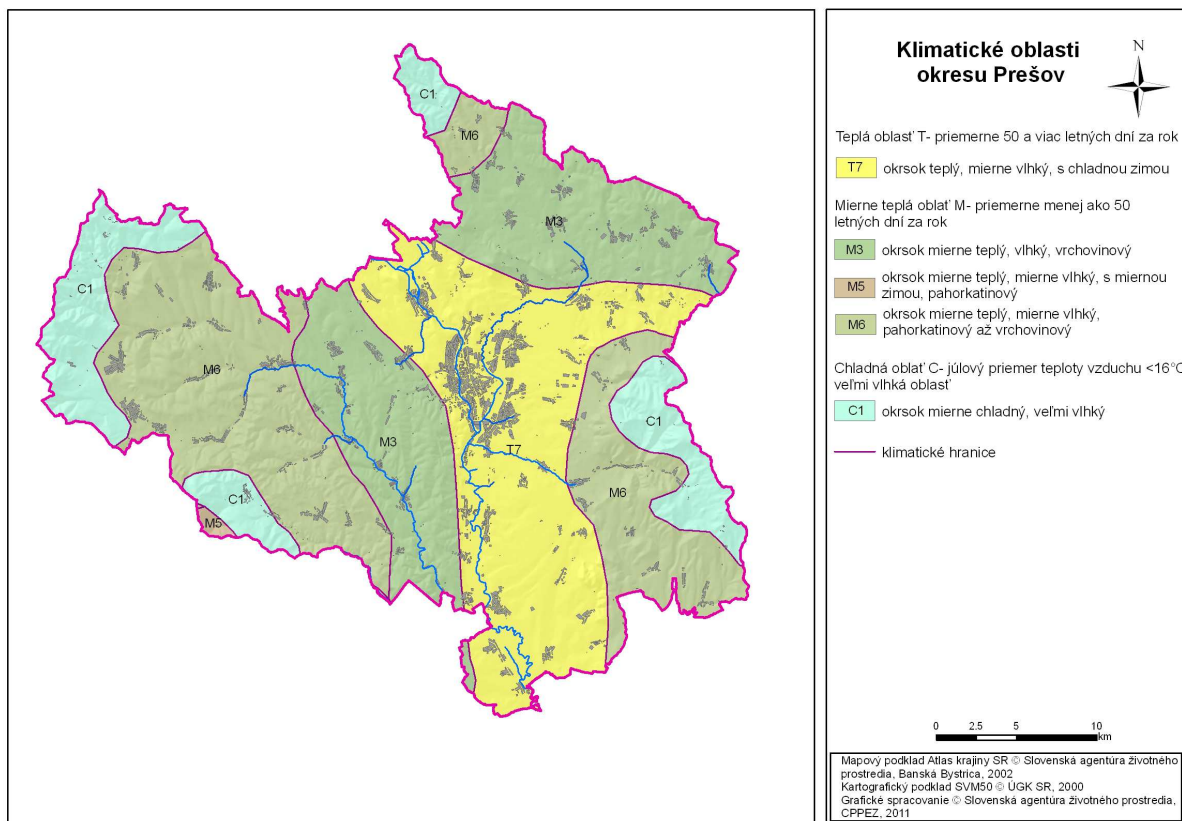 Klimatické oblasti
okresu Prešov
N
Teplá oblasť T- priemerne 50 a viac letných dní za rok
T7 okrsok teplý, mierne vlhký, s chladnou zimou
Mierne teplá oblať M- priemerne menej ako 50
letných dní za rok
M3 okrsok mierne teplý, vlhký, vrchovinový
M5 okrsok mierne teplý, mierne vlhký, s miernou
zimou, pahorkatinový
M6 okrsok mierne teplý, mierne vlhký,
pahorkatinový až vrchovinový
Chladná oblať C- júlový priemer teploty vzduchu <16°C
veľmi vlhká oblasť
C1 okrsok mierne chladný, veľmi vlhký
klimatické hranice
0 2.5 5 10
km
Mapový podklad Atlas krajiny SR © Slovenská agentúra životného
prostredia, Banská Bystrica, 2002
Kartografický podklad SVM50 © ÚGK SR, 2000
Grafické spracovanie © Slovenská agentúra životného prostredia,
CPPEZ, 2011
C1
M6
M3
C1
M6
C1
M3
T7
M6
C1
M5